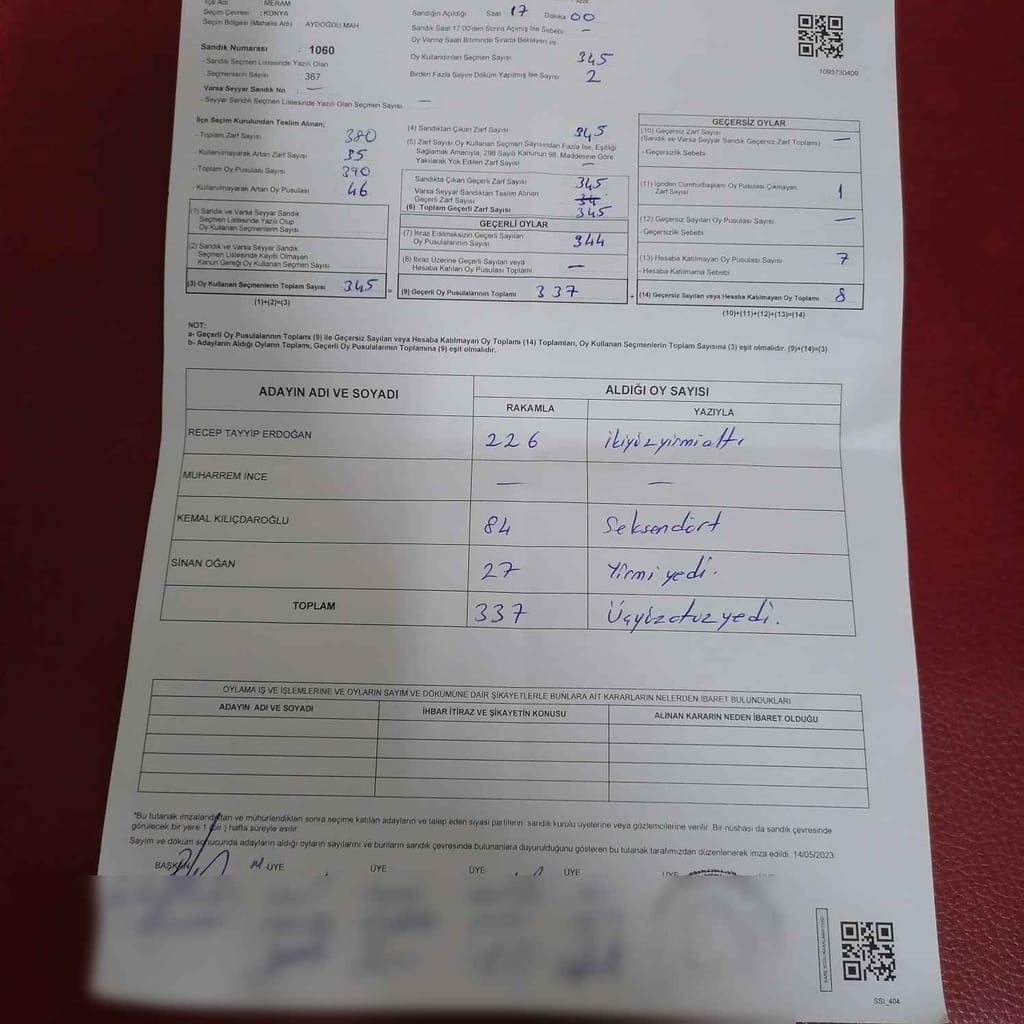 İlçe Adı : MERAM
Seçim Çevresi : KONYA
Seçim Bölgesi (Mahalle Adı) AYDOĞDU MAH
Sandık Numarası : 1060
- Sandık Seçmen Listesinde Yazılı Olan
Seçmenlerin Sayısı : 367
Varsa Seyyar Sandık No : —
- Seyyar Sandık Seçmen Listesinde Yazılı Olan Seçmen Sayısı : —
Sandığın Açıldığı Saat 17 Dakika 00
Sandık Saat 17.00'den Sonra Açılmış İse Sebebi —
Oy Verme Saati Bitiminde Sırada Bekleyen ve
Oy Kullandırılan Seçmen Sayısı 345
Birden Fazla Sayım Döküm Yapılmış İse Sayısı 2
1093730409
İlçe Seçim Kurulundan Teslim Alınan;
- Toplam Zarf Sayısı 380
- Kullanılmayarak Artan Zarf Sayısı 35
- Toplam Oy Pusulası Sayısı 390
- Kullanılmayarak Artan Oy Pusulası 46
(1) Sandık ve Varsa Seyyar Sandık
Seçmen Listesinde Yazılı Olup
Oy Kullanan Seçmenlerin Sayısı
(2) Sandık ve Varsa Seyyar Sandık
Seçmen Listesinde Kayıtlı Olmayan
Kanun Gereği Oy Kullanan Seçmen Sayısı
(3) Oy Kullanan Seçmenlerin Toplam Sayısı 345
(1)+(2)=(3)
(4) Sandıktan Çıkan Zarf Sayısı 345
(5) Zarf Sayısı Oy Kullanan Seçmen Sayısından Fazla İse, Eşitliği
Sağlamak Amacıyla; 298 Sayılı Kanunun 98. Maddesine Göre
Yakılarak Yok Edilen Zarf Sayısı —
Sandıkta Çıkan Geçerli Zarf Sayısı 345
Varsa Seyyar Sandıktan Teslim Alınan
Geçerli Zarf Sayısı 34
(6) Toplam Geçerli Zarf Sayısı 345
GEÇERLİ OYLAR
(7) İtiraz Edilmeksizin Geçerli Sayılan
Oy Pusulalarının Sayısı 344
(8) İtiraz Üzerine Geçerli Sayılan veya
Hesaba Katılan Oy Pusulası Toplamı —
= (9) Geçerli Oy Pusulalarının Toplamı 337
GEÇERSİZ OYLAR
(10) Geçersiz Zarf Sayısı
(Sandık ve Varsa Seyyar Sandık Geçersiz Zarf Toplamı) —
- Geçersizlik Sebebi
(11) İçinden Cumhurbaşkanı Oy Pusulası Çıkmayan
Zarf Sayısı 1
(12) Geçersiz Sayılan Oy Pusulası Sayısı —
- Geçersizlik Sebebi
(13) Hesaba Katılmayan Oy Pusulası Sayısı 7
- Hesaba Katılmama Sebebi
+ (14) Geçersiz Sayılan veya Hesaba Katılmayan Oy Toplamı 8
(10)+(11)+(12)+(13)=(14)
NOT:
a- Geçerli Oy Pusulalarının Toplamı (9) ile Geçersiz Sayılan veya Hesaba Katılmayan Oy Toplamı (14) Toplamları, Oy Kullanan Seçmenlerin Toplam Sayısına (3) eşit olmalıdır. (9)+(14)=(3)
b- Adayların Aldığı Oyların Toplamı, Geçerli Oy Pusulalarının Toplamına (9) eşit olmalıdır.
ADAYIN ADI VE SOYADI ALDIĞI OY SAYISI
RAKAMLA YAZIYLA
RECEP TAYYİP ERDOĞAN 226 ikiyüzyirmialtı
MUHARREM İNCE — —
KEMAL KILIÇDAROĞLU 84 Seksendört
SİNAN OĞAN 27 Yirmiyedi.
TOPLAM 337 Üçyüzotuzyedi.
OYLAMA İŞ VE İŞLEMLERİNE VE OYLARIN SAYIM VE DÖKÜMÜNE DAİR ŞİKAYETLERLE BUNLARA AİT KARARLARIN NELERDEN İBARET BULUNDUKLARI
ADAYIN ADI VE SOYADI İHBAR İTİRAZ VE ŞİKAYETİN KONUSU ALINAN KARARIN NEDEN İBARET OLDUĞU
"Bu tutanak imzalandıktan ve mühürlendikten sonra seçime katılan adayların ve talep eden siyasi partilerin sandık kurulu üyelerine veya gözlemcilerine verilir. Bir nüshası da sandık çevresinde
görülecek bir yere 1 (bir) hafta süreyle asılır.
Sayım ve döküm sonucunda adayların aldığı oyların sayılarını ve bunların sandık çevresinde bulunanlara duyurulduğunu gösteren bu tutanak tarafımızdan düzenlenerek imza edildi. 14/05/2023
BAŞKAN ÜYE ÜYE ÜYE ÜYE ÜYE ÜYE
SSI_404